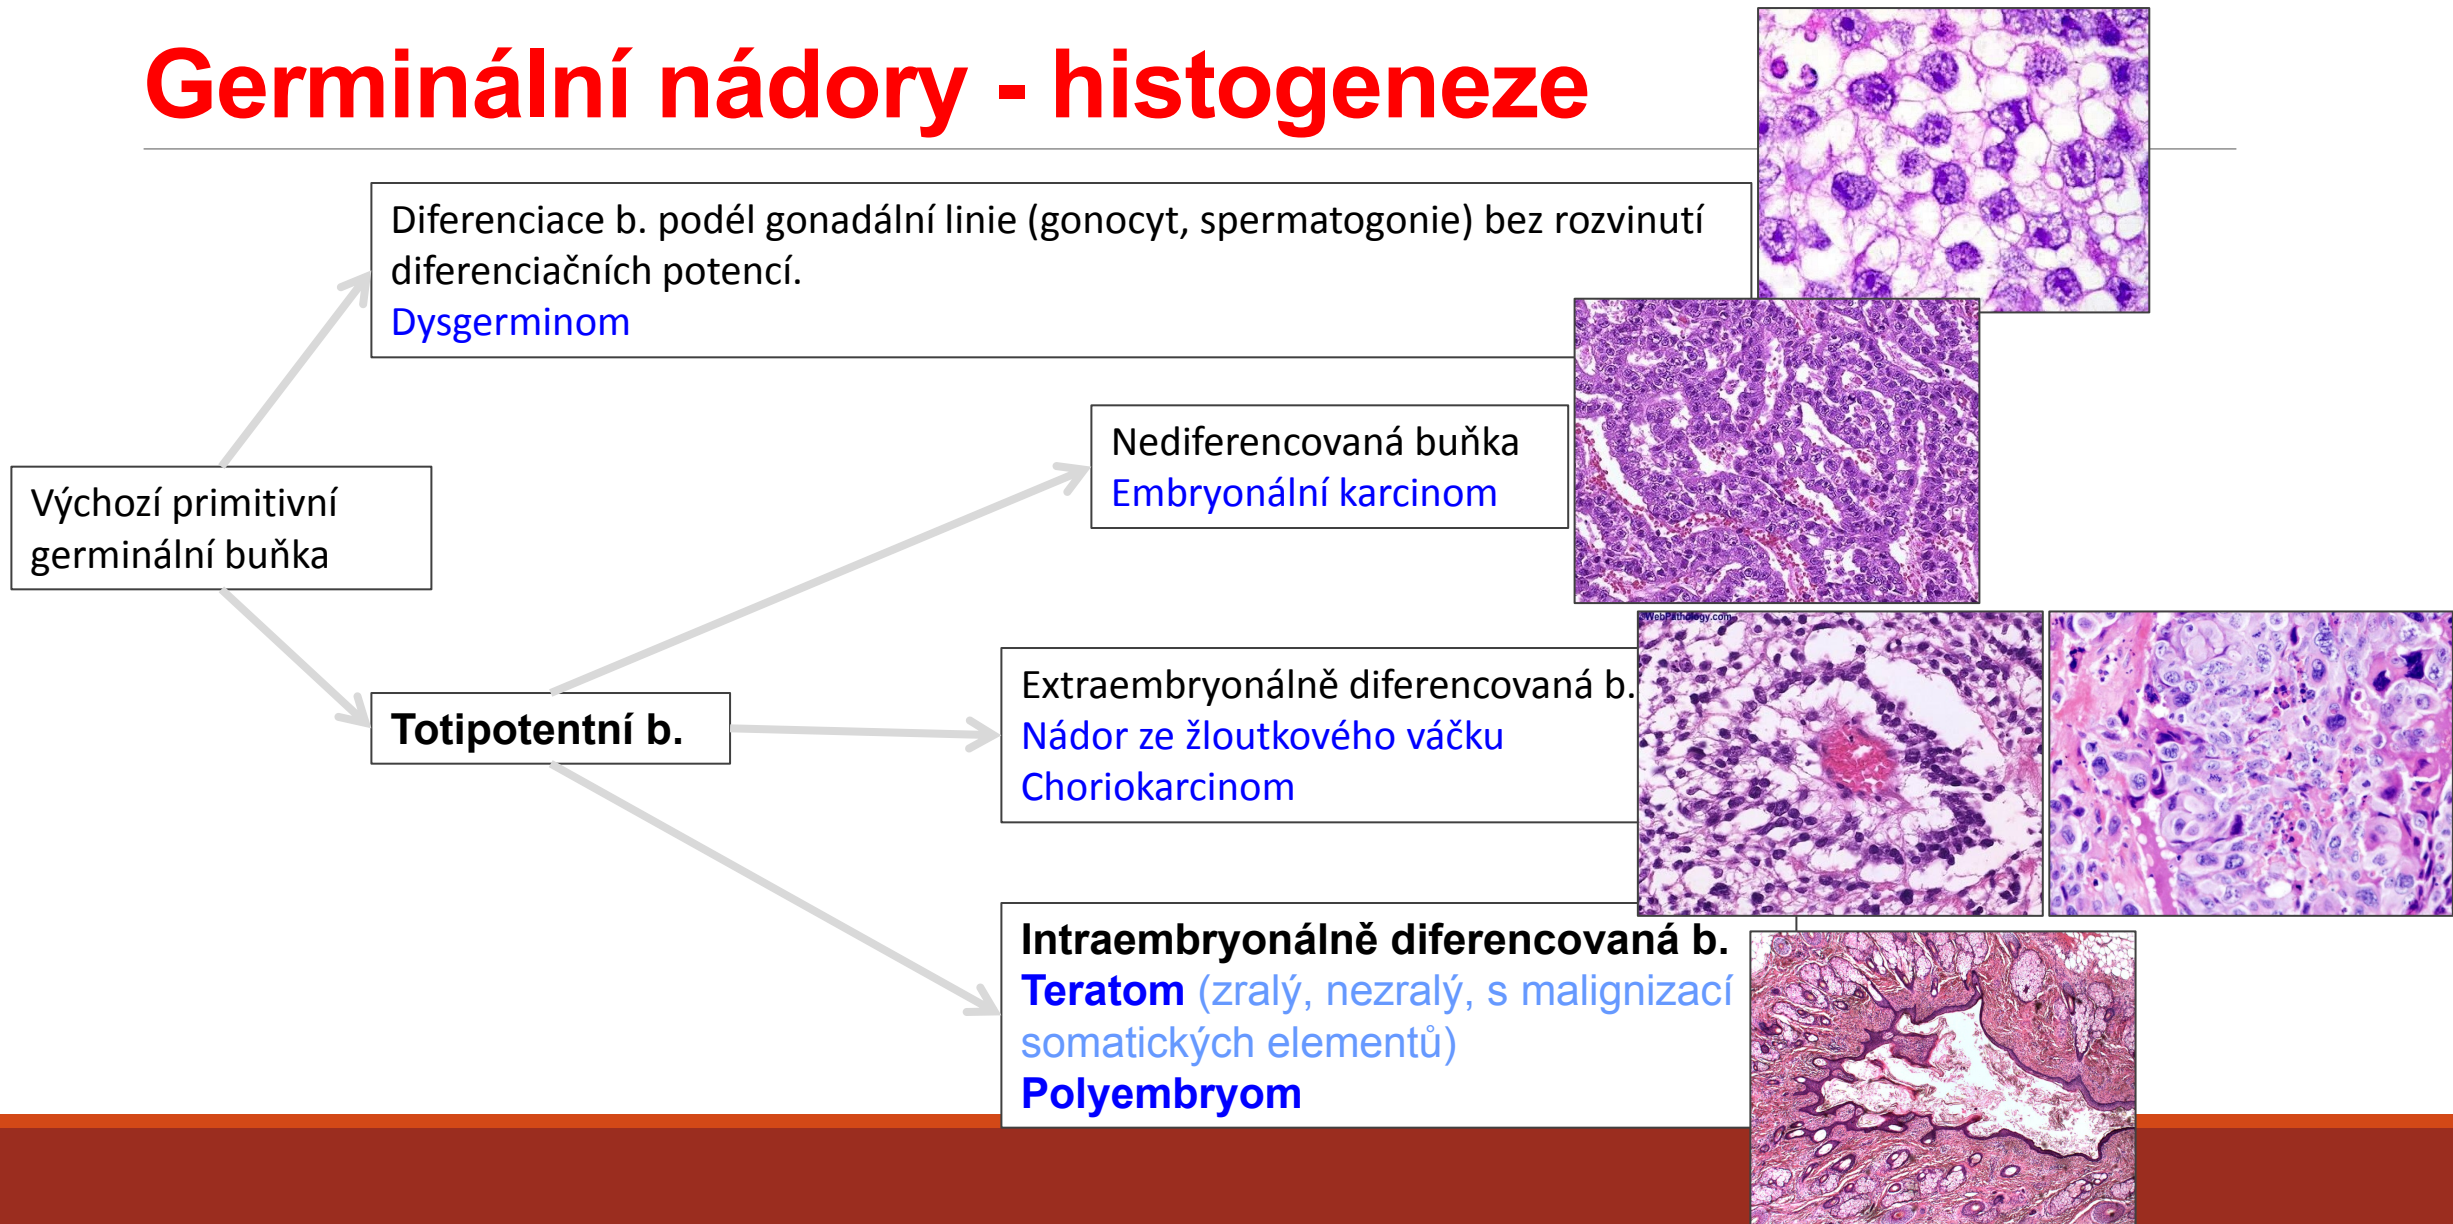 Germinální nádory - histogeneze
Diferenciace b. podél gonadální linie (gonocyt, spermatogonie) bez rozvinutí
diferenciačních potencí.
Dysgerminom
Nediferencovaná buňka
Embryonální karcinom
Výchozí primitivní
germinální buňka
WebPathology.com
Extraembryonálně diferencovaná b.
Nádor ze žloutkového váčku
Choriokarcinom
Totipotentní b.
Intraembryonálně diferencovaná b.
Teratom (zralý, nezralý, s malignizací
somatických elementů)
Polyembryom